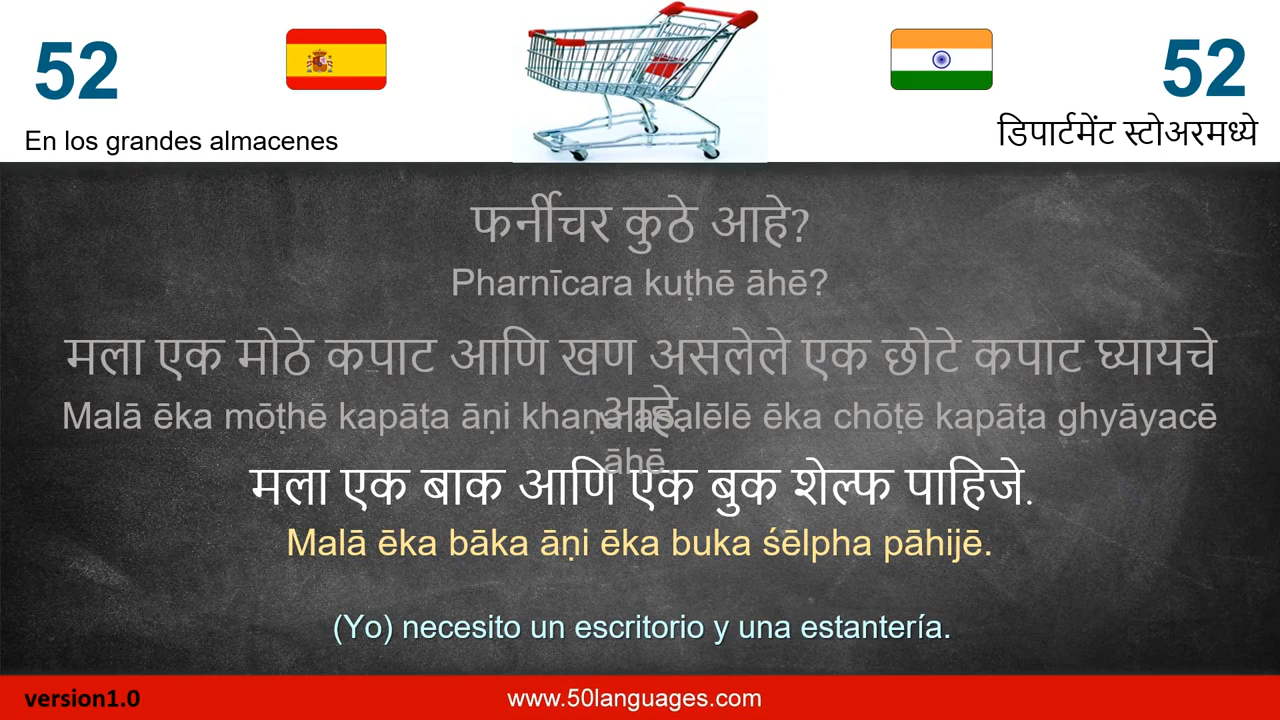 52
52
En los grandes almacenes
डिपार्टमेंट स्टोअरमध्ये
फर्नीचर कुठे आहे?
Pharnīcara kuṭhē āhē?
मला एक मोठे कपाट आणि खण असलेले एक छोटे कपाट घ्यायचे
आहे.
Malā ēka mōṭhē kapāṭa āṇi khaṇa asalēlē ēka chōṭē kapāṭa ghyāyacē
āhē.
मला एक बाक आणि एक बुक शेल्फ पाहिजे.
Malā ēka bāka āṇi ēka buka śēlpha pāhijē.
(Yo) necesito un escritorio y una estantería.
version1.0
www.50languages.com